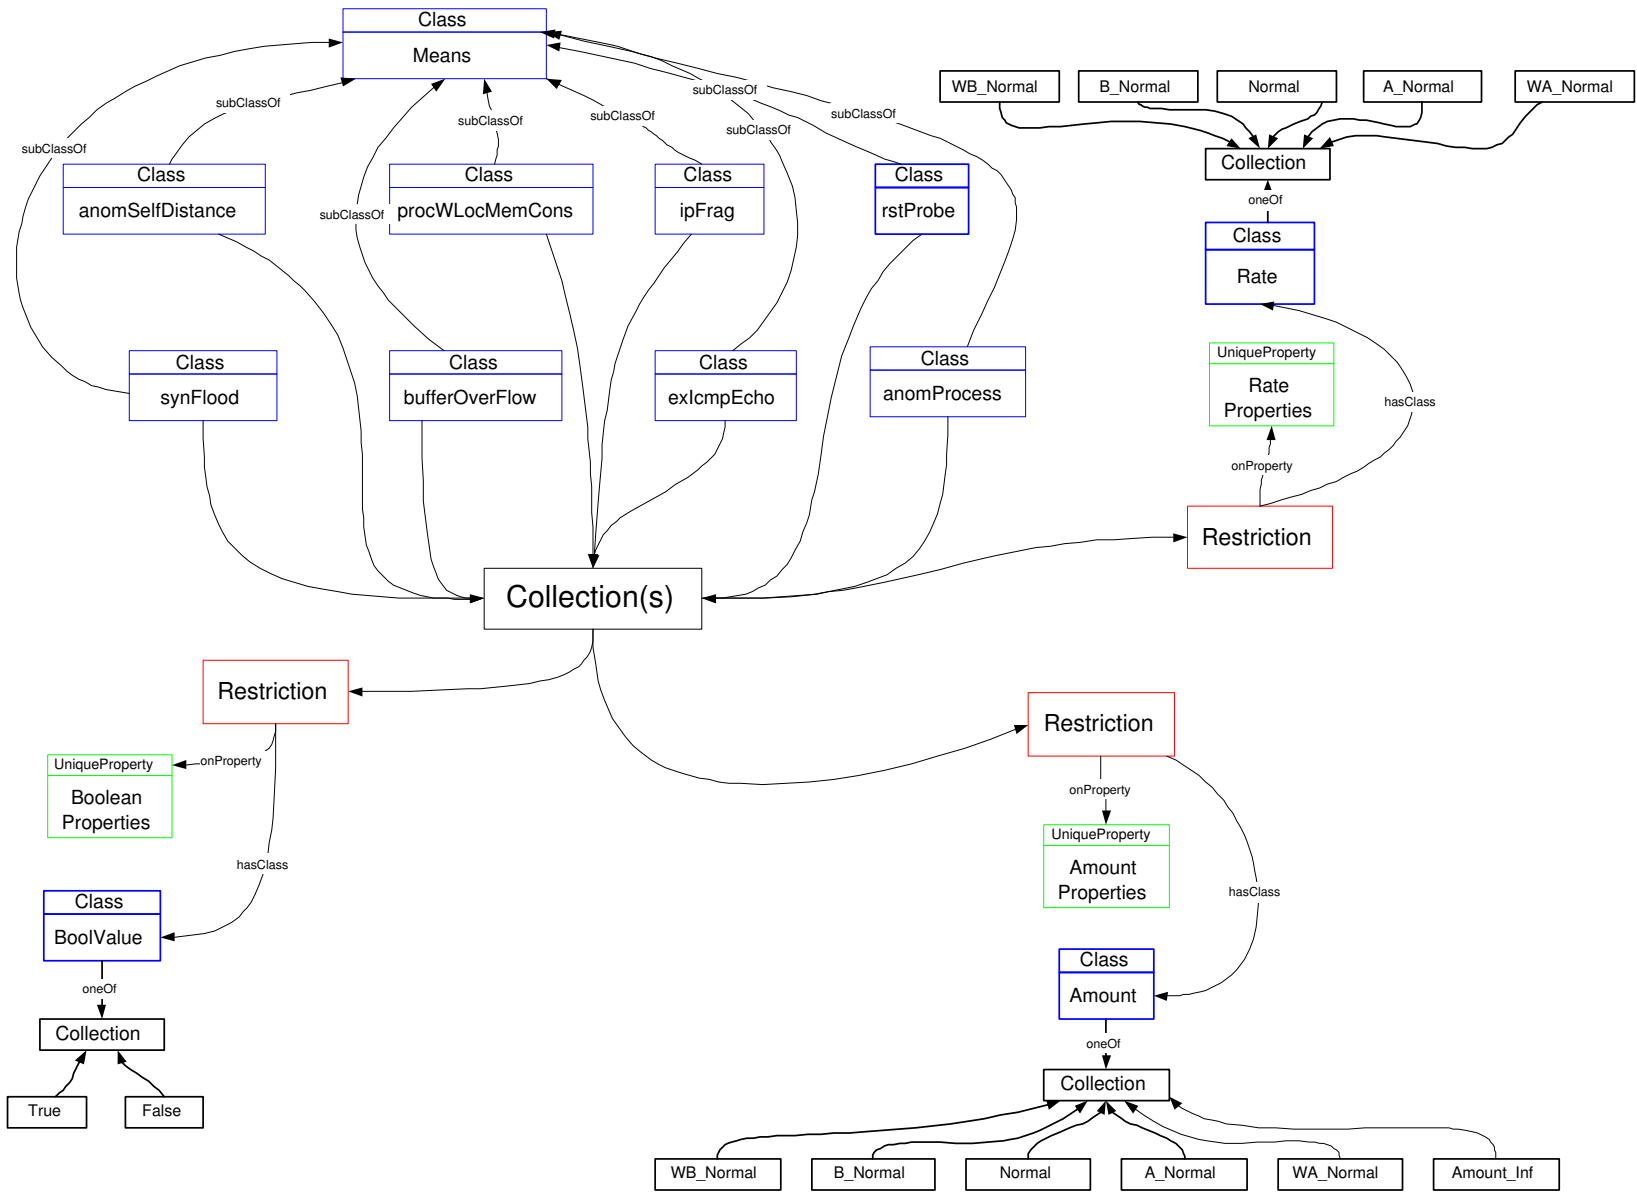 Class
Means
WB_Normal
B_Normal
Normal
A_Normal
WA_Normal
subClassOf
subClassOf
subClassOf
subClassOf
subClassOf
subClassOf
subClassOf
subClassOf
Collection
oneOf
Class
anomSelfDistance
Class
procWLocMemCons
Class
ipFrag
Class
rstProbe
Class
Rate
Class
synFlood
Class
bufferOverFlow
Class
exIcmpEcho
Class
anomProcess
UniqueProperty
Rate
Properties
hasClass
onProperty
Restriction
Collection(s)
Restriction
onProperty
UniqueProperty
Boolean
Properties
hasClass
Class
BoolValue
oneOf
Collection
True
False
Restriction
onProperty
UniqueProperty
Amount
Properties
hasClass
Class
Amount
oneOf
Collection
WB_Normal
B_Normal
Normal
A_Normal
WA_Normal
Amount_Inf